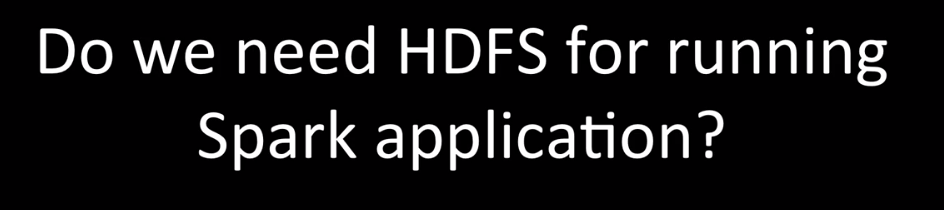 Do we need HDFS for running
Spark application?